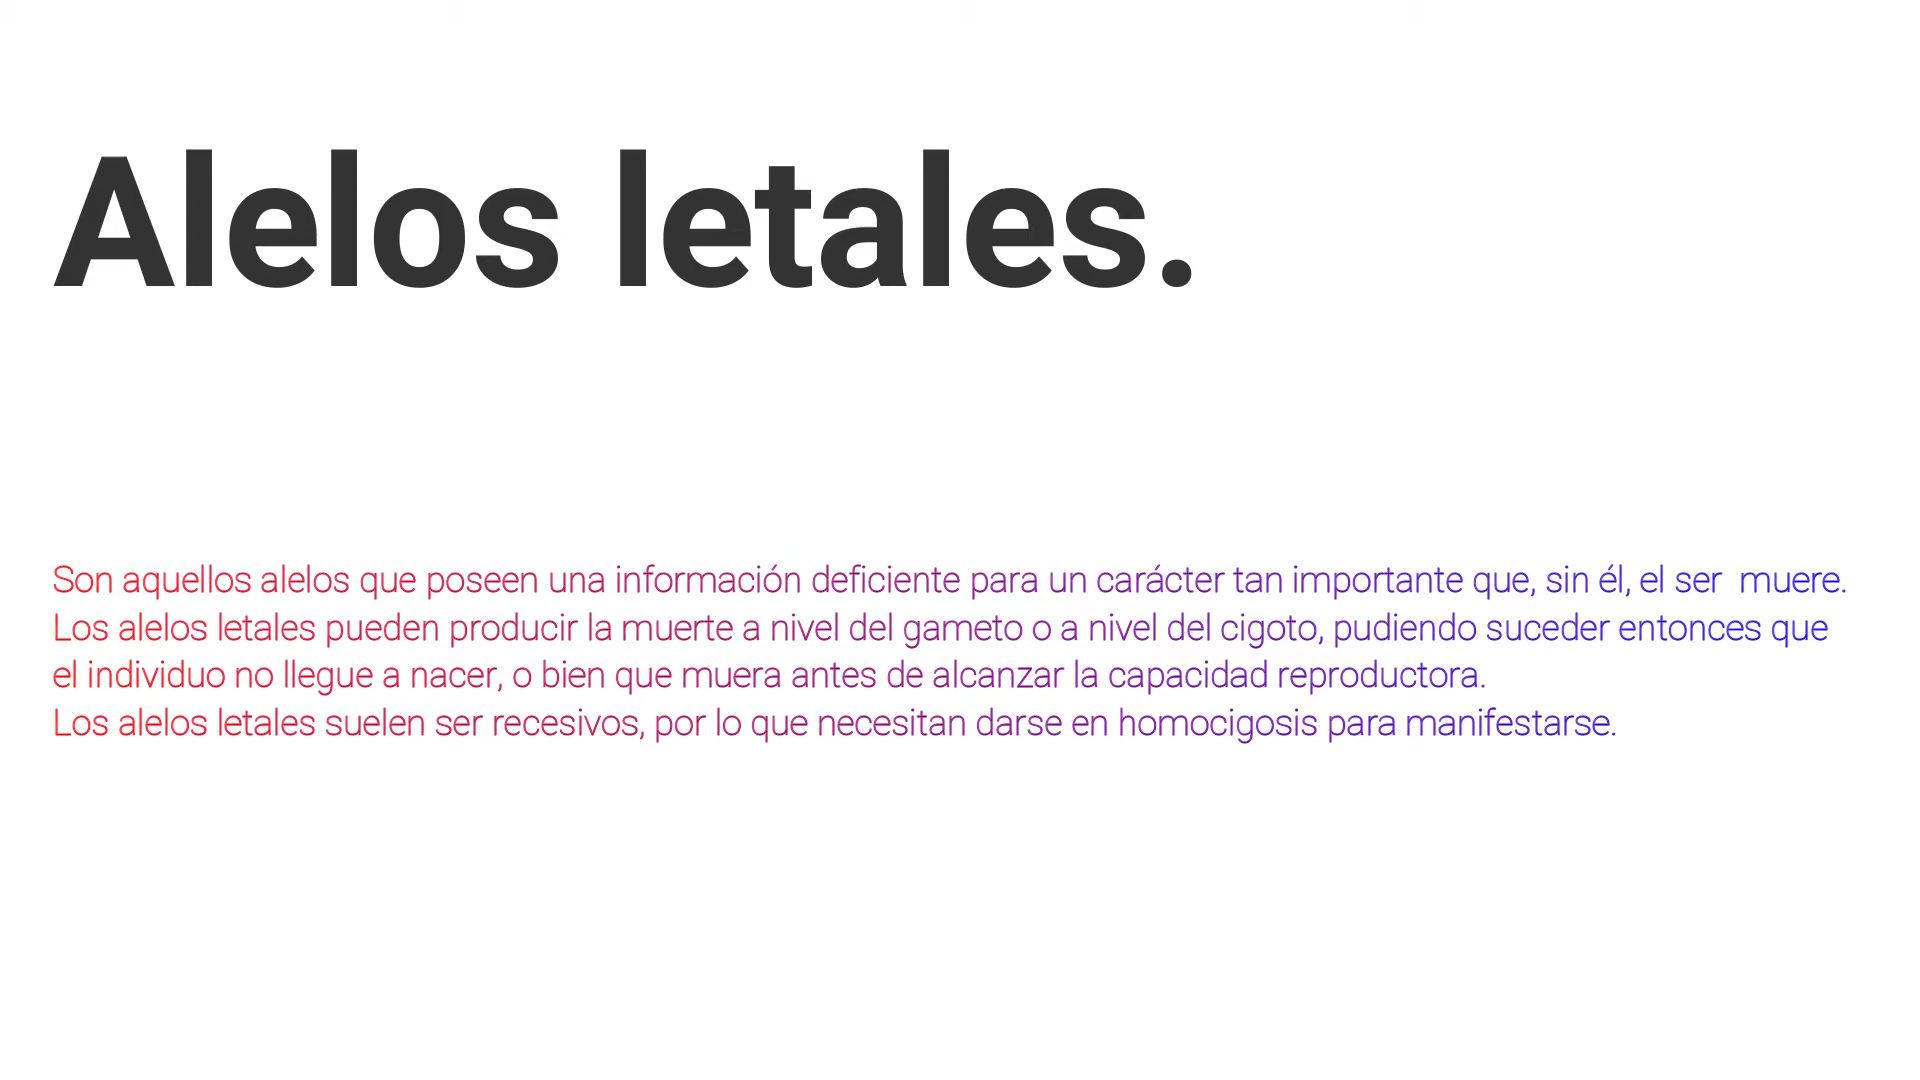 Alelos letales.
Son aquellos alelos que poseen una información deficiente para un carácter tan importante que, sin él, el ser  muere.
Los alelos letales pueden producir la muerte a nivel del gameto o a nivel del cigoto, pudiendo suceder entonces que
el individuo no llegue a nacer, o bien que muera antes de alcanzar la capacidad reproductora.
Los alelos letales suelen ser recesivos, por lo que necesitan darse en homocigosis para manifestarse.